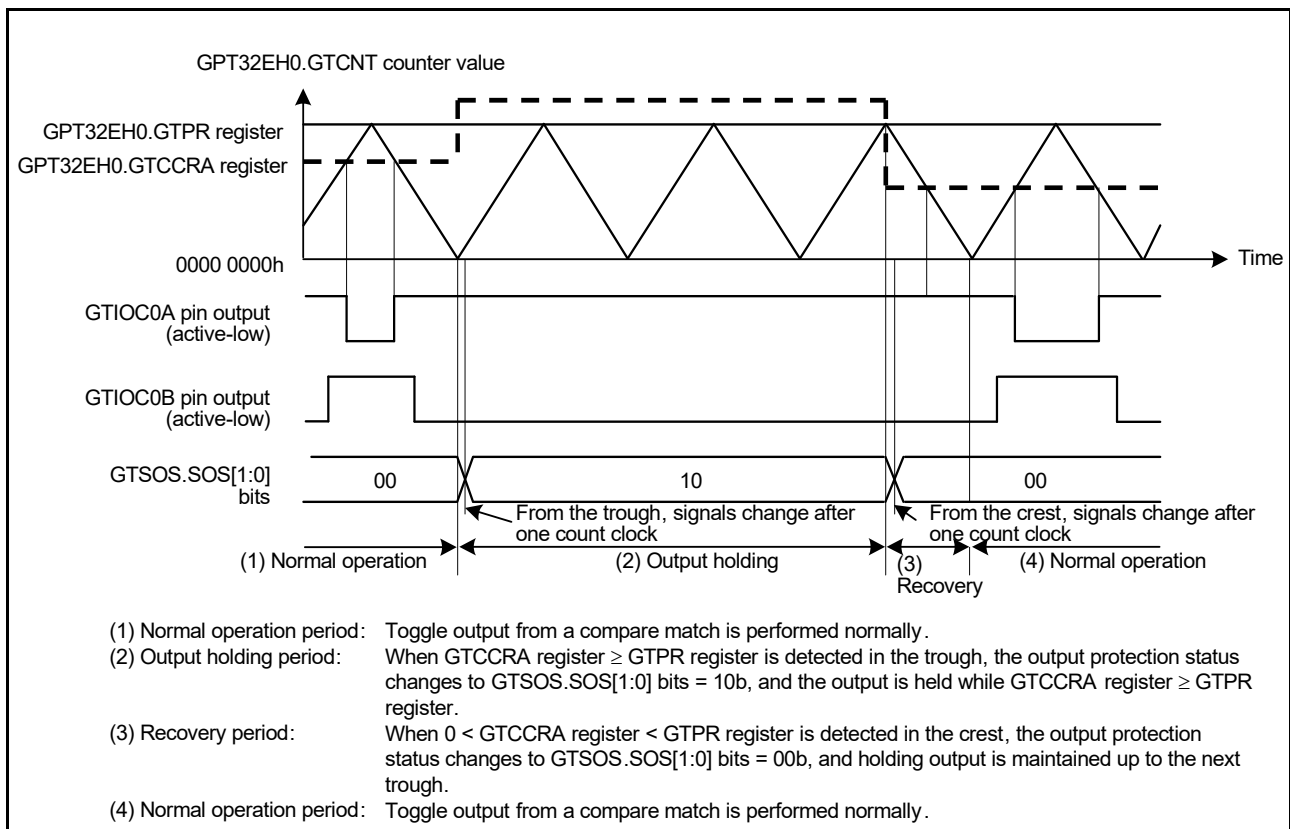 GPT32EH0.GTCNT counter value
GPT32EH0.GTPR register
GPT32EH0.GTCCRA register
0000 0000h
Time
GTIOC0A pin output
(active-low)
GTIOC0B pin output
(active-low)
GTSOS.SOS[1:0]
bits
00
10
00
From the trough, signals change after
one count clock
From the crest, signals change after
one count clock
(1) Normal operation
(2) Output holding
(3)
Recovery
(4) Normal operation
(1) Normal operation period: Toggle output from a compare match is performed normally.
(2) Output holding period: When GTCCRA register ≥ GTPR register is detected in the trough, the output protection status
changes to GTSOS.SOS[1:0] bits = 10b, and the output is held while GTCCRA register ≥ GTPR
register.
(3) Recovery period: When 0 < GTCCRA register < GTPR register is detected in the crest, the output protection
status changes to GTSOS.SOS[1:0] bits = 00b, and holding output is maintained up to the next
trough.
(4) Normal operation period: Toggle output from a compare match is performed normally.